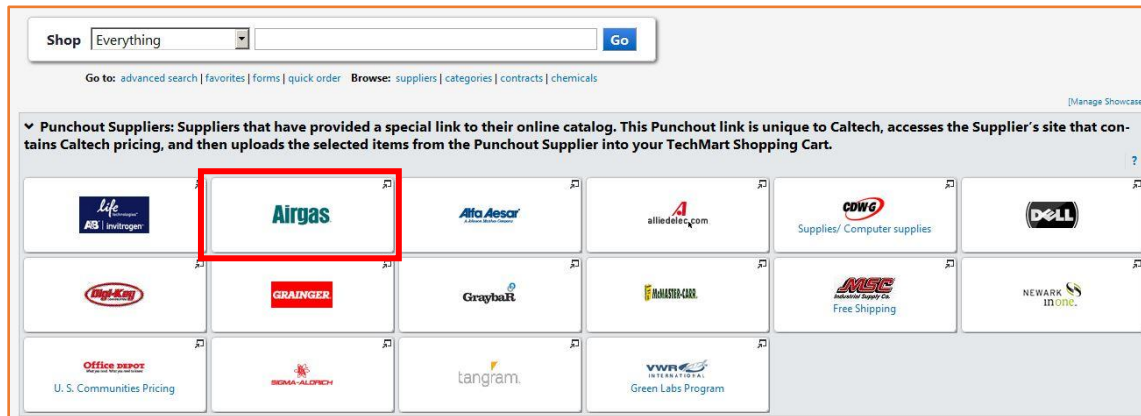 Shop Everything Go
Go to: advanced search | favorites | forms | quick order Browse: suppliers | categories | contracts | chemicals
[Manage Showcase
Punchout Suppliers: Suppliers that have provided a special link to their online catalog. This Punchout link is unique to Caltech, accesses the Supplier's site that con-
tains Caltech pricing, and then uploads the selected items from the Punchout Supplier into your TechMart Shopping Cart.
?
life
technologies
AB | invitrogen
Airgas
Alfa Aesar
A Johnson Matthey Company
alliedelec.com
CDWG
Supplies/ Computer supplies
DELL
Digi-Key
GRAINGER
GraybaR
McMASTER-CARR.
MSC
Industrial Supply Co.
Free Shipping
NEWARK
inone.
Office DEPOT
U. S. Communities Pricing
SIGMA-ALDRICH
tangram.
VWR
INTERNATIONAL
Green Labs Program